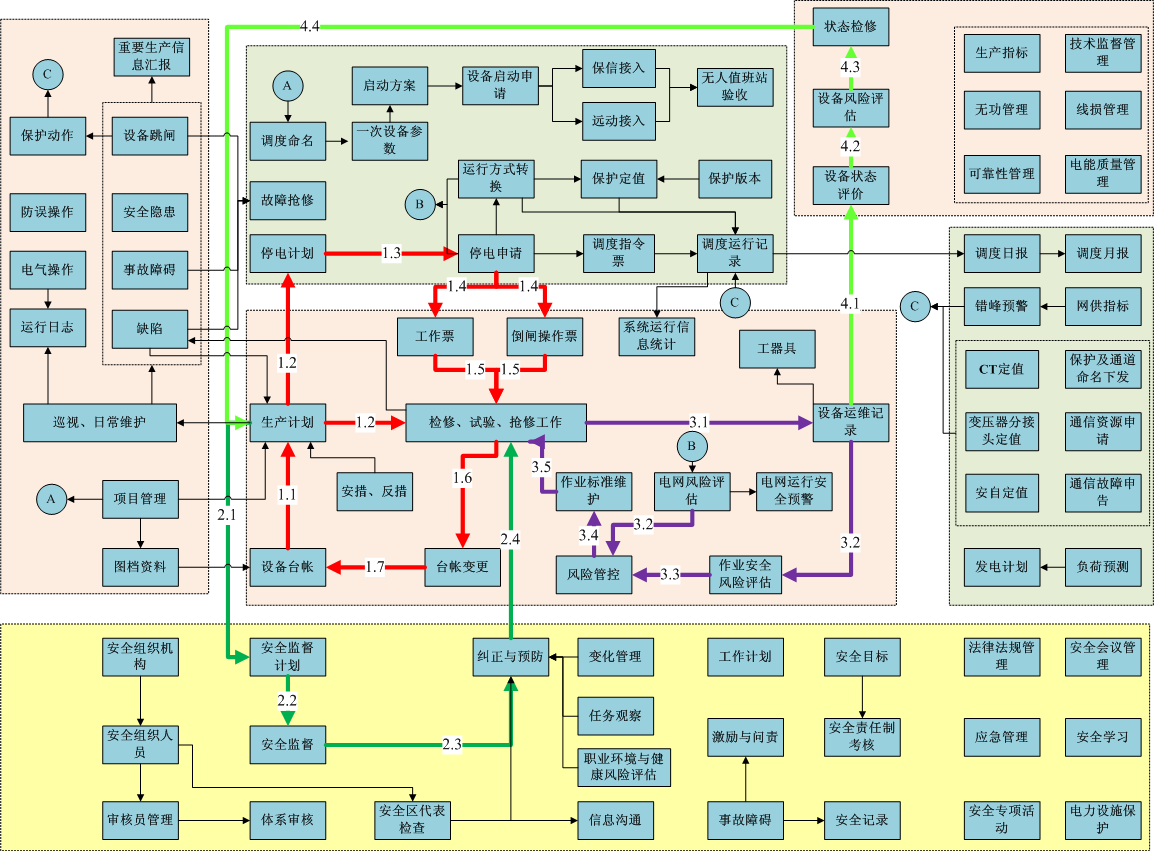 4.4
状态检修
重要生产信
息汇报
C
保护动作
设备跳闸
防误操作
安全隐患
电气操作
事故障碍
运行日志
缺陷
巡视、日常维护
A
项目管理
图档资料
A
调度命名
启动方案
一次设备参
数
设备启动申
请
保信接入
远动接入
无人值班站
验收
故障抢修
B
运行方式转
换
保护定值
保护版本
停电计划
1.3
停电申请
调度指令
票
调度运行记
录
1.4
1.4
C
4.3
设备风险评
估
4.2
设备状态
评价
4.1
生产指标
技术监督管
理
无功管理
线损管理
可靠性管理
电能质量管
理
调度日报
调度月报
C
错峰预警
网供指标
CT定值
保护及通道
命名下发
变压器分接
头定值
通信资源申
请
安自定值
通信故障申
告
发电计划
负荷预测
工作票
倒闸操作票
系统运行信
息统计
工器具
1.2
1.5
1.5
生产计划
1.2
检修、试验、抢修工作
3.1
设备运维记
录
1.1
安措、反措
1.6
3.5
B
作业标准维
护
电网风险评
估
电网运行安
全预警
2.1
2.4
3.4
3.2
3.2
设备台帐
1.7
台帐变更
风险管控
3.3
作业安全
风险评估
安全组织机
构
安全监督
计划
纠正与预防
变化管理
工作计划
安全目标
法律法规管
理
安全会议管
理
2.2
任务观察
安全组织人
员
安全监督
2.3
职业环境与健
康风险评估
激励与问责
安全责任制
考核
应急管理
安全学习
审核员管理
体系审核
安全区代表
检查
信息沟通
事故障碍
安全记录
安全专项活
动
电力设施保
护